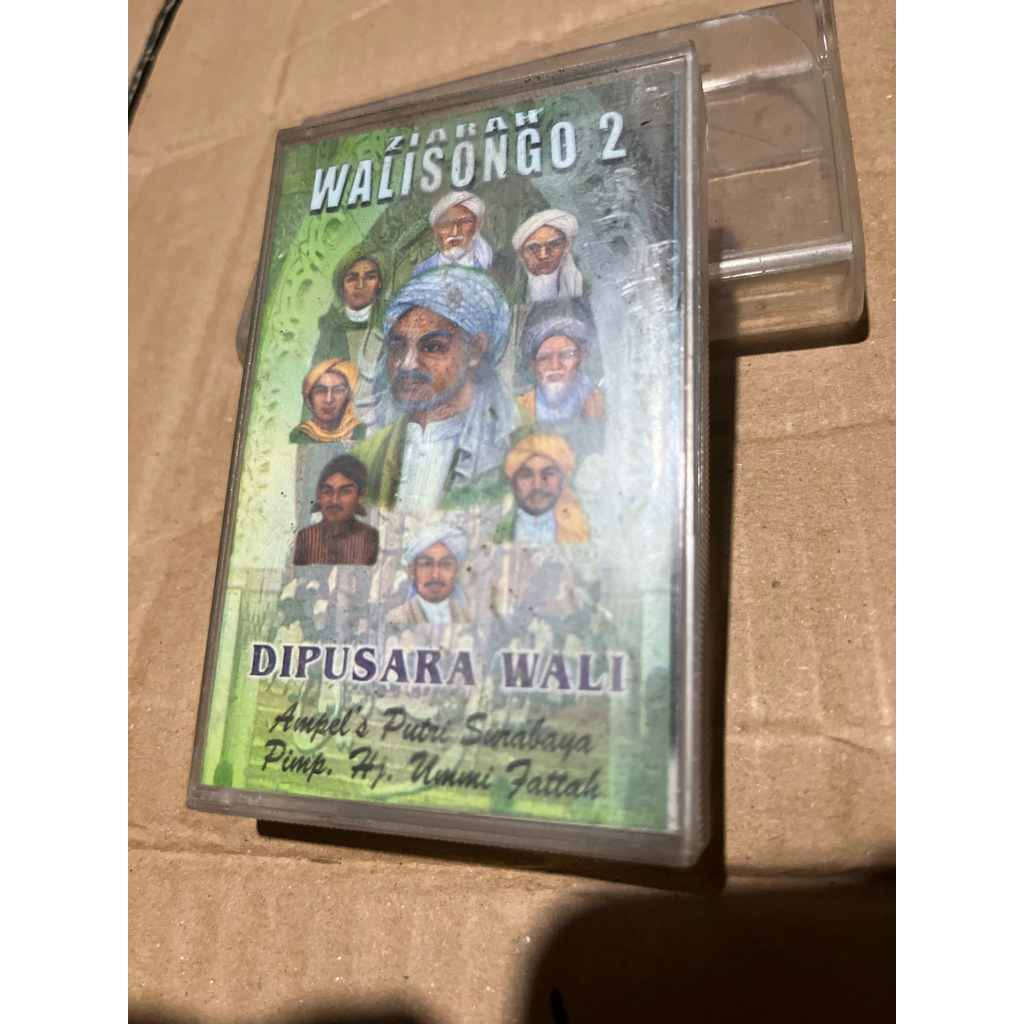 ZIARAH
WALISONGO 2
DIPUSARA WALI
Ampel's Putri Surabaya
Pimp. Hj. Ummi Fattah